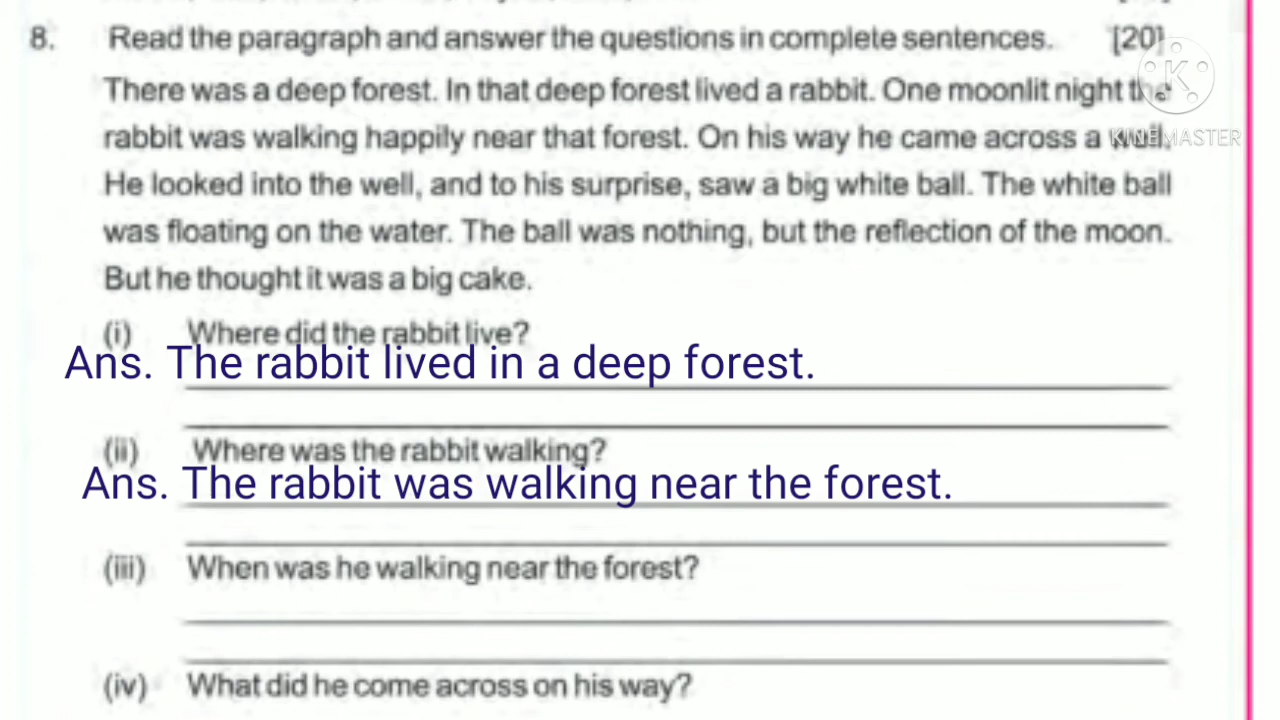 8. Read the paragraph and answer the questions in complete sentences. [20]
There was a deep forest. In that deep forest lived a rabbit. One moonlit night the
rabbit was walking happily near that forest. On his way he came across a well.
He looked into the well, and to his surprise, saw a big white ball. The white ball
was floating on the water. The ball was nothing, but the reflection of the moon.
But he thought it was a big cake.
(i) Where did the rabbit live?
Ans. The rabbit lived in a deep forest.
(ii) Where was the rabbit walking?
Ans. The rabbit was walking near the forest.
(iii) When was he walking near the forest?
(iv) What did he come across on his way?
K
KINEMASTER